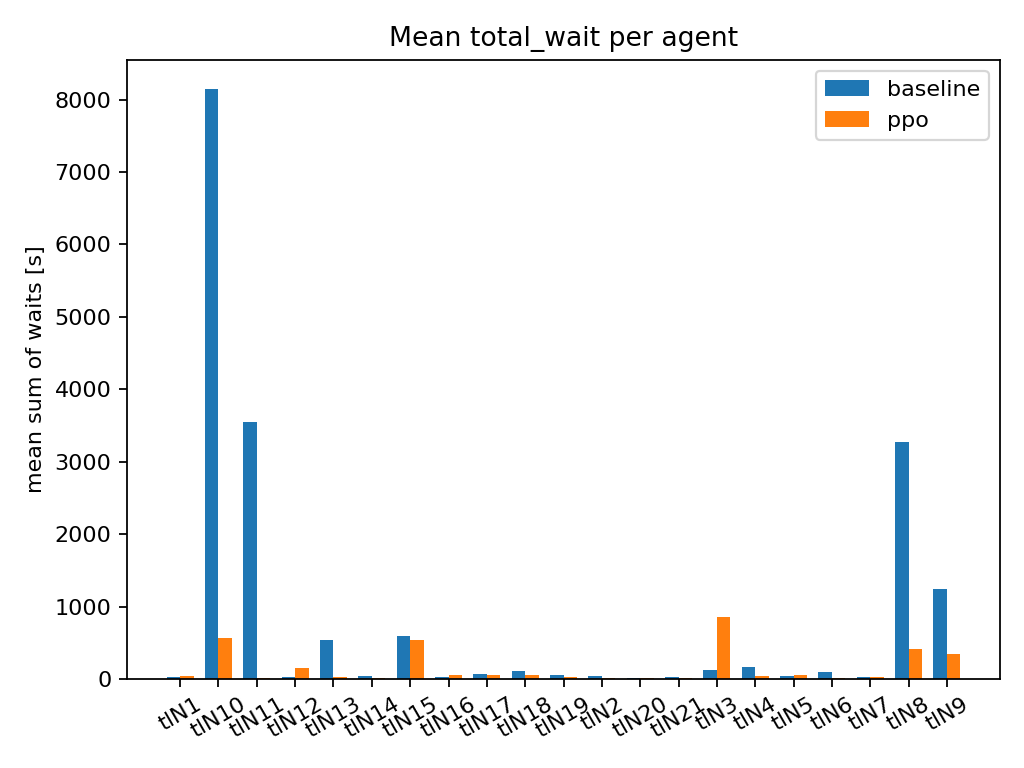 Mean total_wait per agent
baseline
ppo
mean sum of waits [s]
8000
7000
6000
5000
4000
3000
2000
1000
0
tlN1 tlN10 tlN11 tlN12 tlN13 tlN14 tlN15 tlN16 tlN17 tlN18 tlN19 tlN2 tlN20 tlN21 tlN3 tlN4 tlN5 tlN6 tlN7 tlN8 tlN9